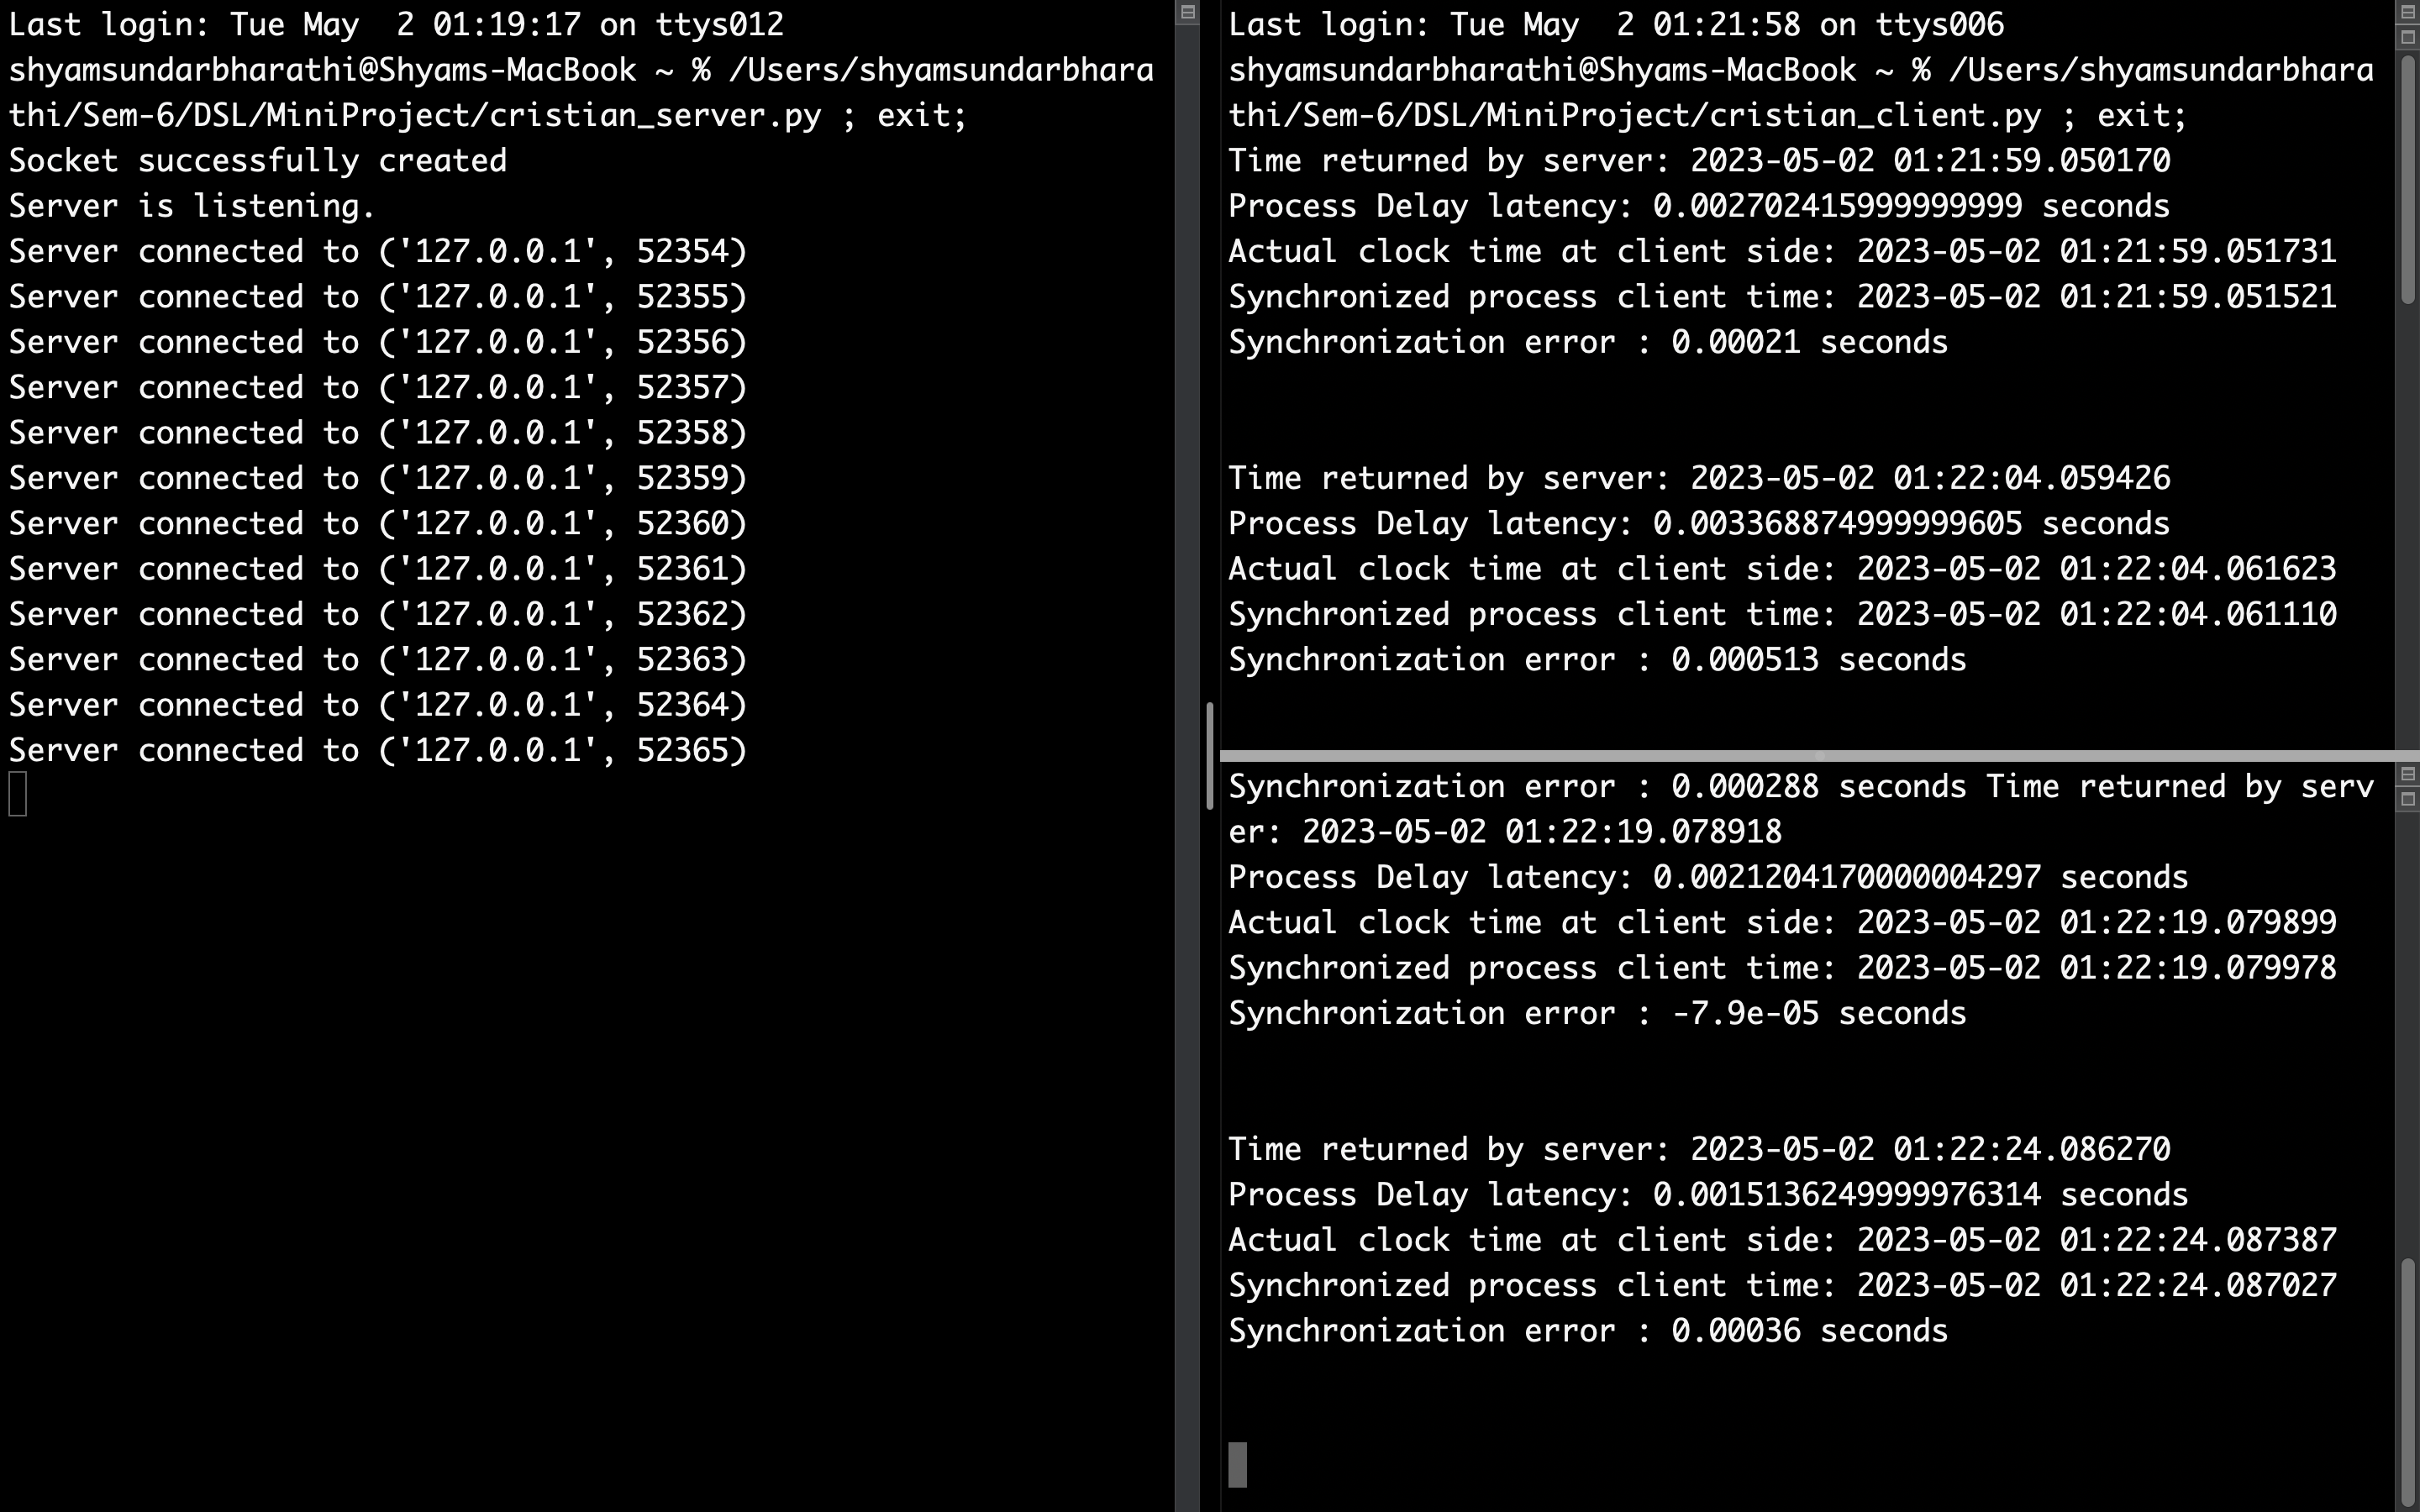 Last login: Tue May  2 01:19:17 on ttys012
shyamsundarbharathi@Shyams-MacBook ~ % /Users/shyamsundarbhara
thi/Sem-6/DSL/MiniProject/cristian_server.py ; exit;
Socket successfully created
Server is listening.
Server connected to ('127.0.0.1', 52354)
Server connected to ('127.0.0.1', 52355)
Server connected to ('127.0.0.1', 52356)
Server connected to ('127.0.0.1', 52357)
Server connected to ('127.0.0.1', 52358)
Server connected to ('127.0.0.1', 52359)
Server connected to ('127.0.0.1', 52360)
Server connected to ('127.0.0.1', 52361)
Server connected to ('127.0.0.1', 52362)
Server connected to ('127.0.0.1', 52363)
Server connected to ('127.0.0.1', 52364)
Server connected to ('127.0.0.1', 52365)
Last login: Tue May  2 01:21:58 on ttys006
shyamsundarbharathi@Shyams-MacBook ~ % /Users/shyamsundarbhara
thi/Sem-6/DSL/MiniProject/cristian_client.py ; exit;
Time returned by server: 2023-05-02 01:21:59.050170
Process Delay latency: 0.002702415999999999 seconds
Actual clock time at client side: 2023-05-02 01:21:59.051731
Synchronized process client time: 2023-05-02 01:21:59.051521
Synchronization error : 0.00021 seconds
Time returned by server: 2023-05-02 01:22:04.059426
Process Delay latency: 0.003368874999999605 seconds
Actual clock time at client side: 2023-05-02 01:22:04.061623
Synchronized process client time: 2023-05-02 01:22:04.061110
Synchronization error : 0.000513 seconds
Synchronization error : 0.000288 seconds Time returned by serv
er: 2023-05-02 01:22:19.078918
Process Delay latency: 0.0021204170000004297 seconds
Actual clock time at client side: 2023-05-02 01:22:19.079899
Synchronized process client time: 2023-05-02 01:22:19.079978
Synchronization error : -7.9e-05 seconds
Time returned by server: 2023-05-02 01:22:24.086270
Process Delay latency: 0.0015136249999976314 seconds
Actual clock time at client side: 2023-05-02 01:22:24.087387
Synchronized process client time: 2023-05-02 01:22:24.087027
Synchronization error : 0.00036 seconds